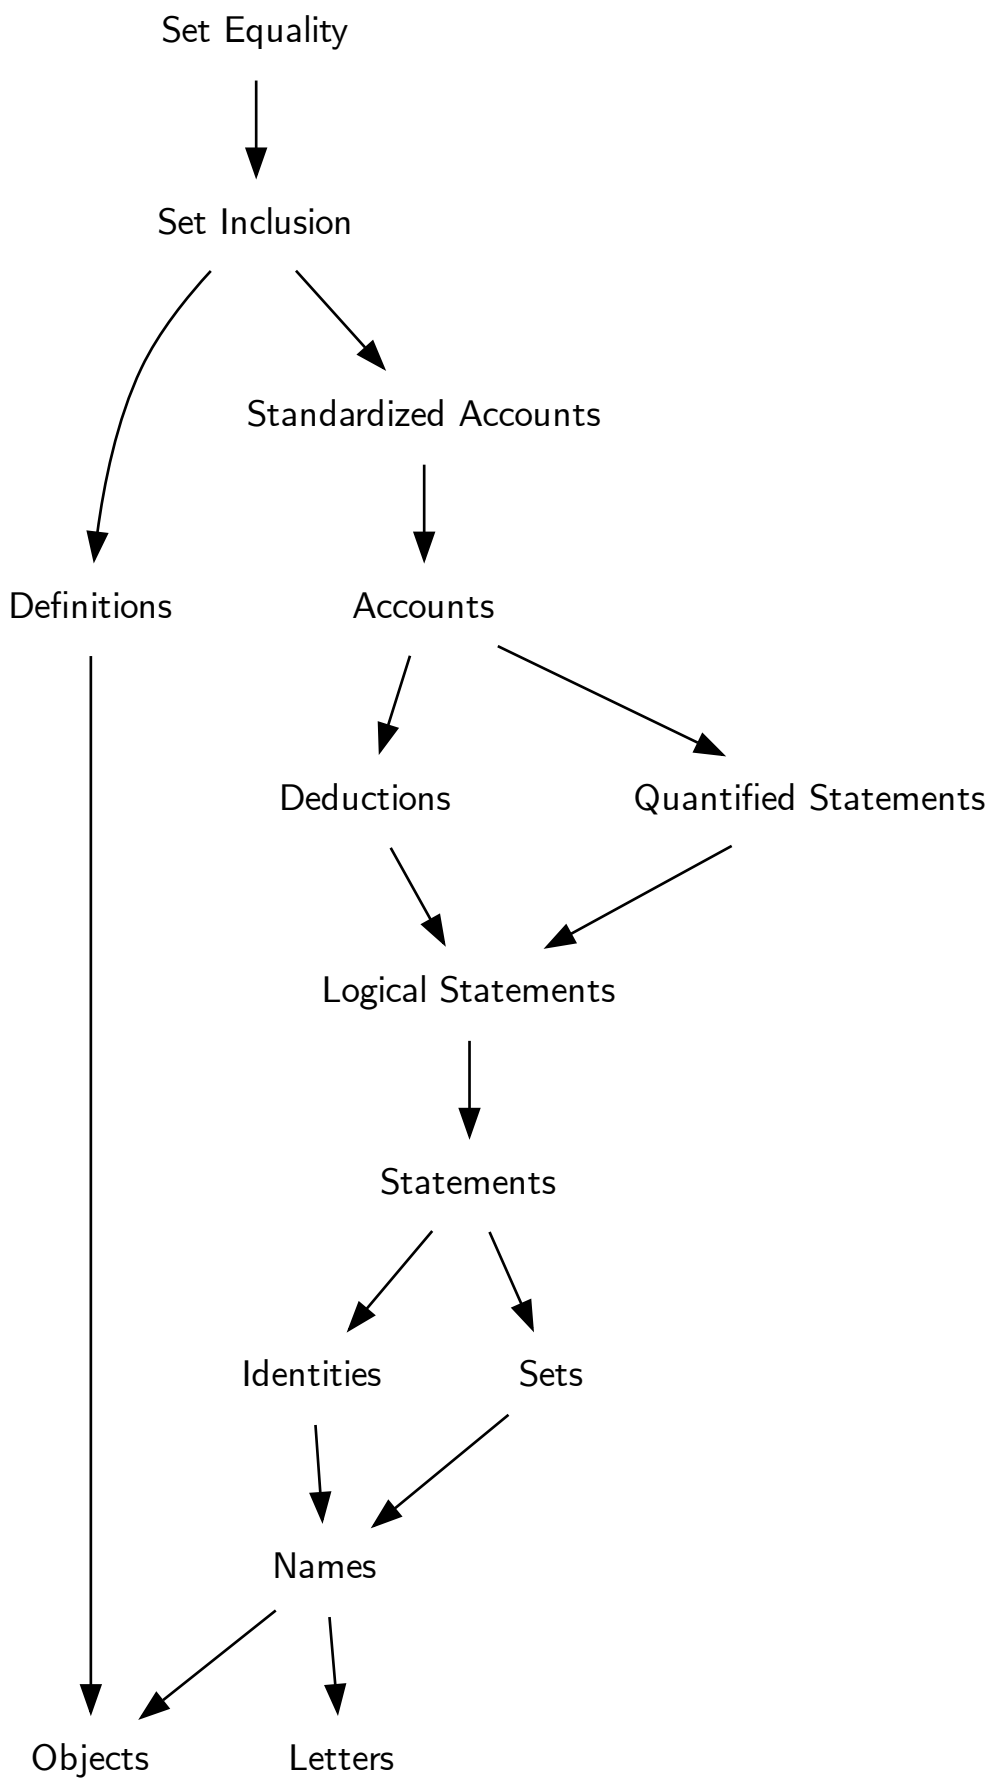 Set Equality
Set Inclusion
Standardized Accounts
Definitions
Accounts
Deductions
Quantified Statements
Logical Statements
Statements
Identities
Sets
Names
Objects
Letters